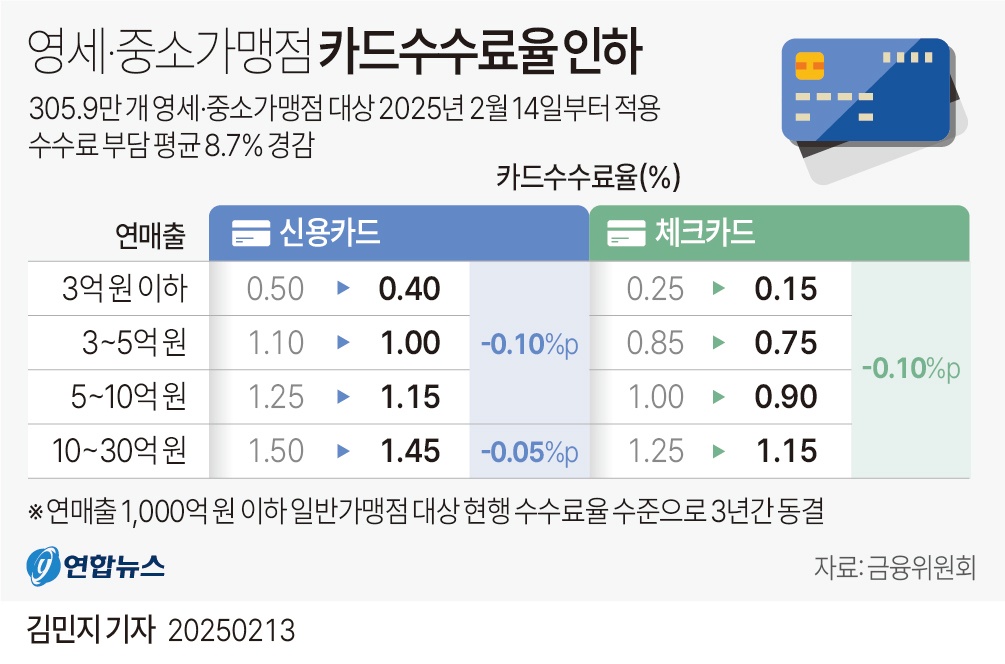 영세·중소가맹점 카드수수료율 인하
305.9만 개 영세·중소가맹점 대상 2025년 2월 14일부터 적용
수수료 부담 평균 8.7% 경감
카드수수료율(%)
연매출 신용카드 체크카드
3억 원 이하 0.50 ▶ 0.40 0.25 ▶ 0.15
3~5억 원 1.10 ▶ 1.00 -0.10%p 0.85 ▶ 0.75
-0.10%p
5~10억 원 1.25 ▶ 1.15 1.00 ▶ 0.90
10~30억 원 1.50 ▶ 1.45 -0.05%p 1.25 ▶ 1.15
※ 연매출 1,000억 원 이하 일반가맹점 대상 현행 수수료율 수준으로 3년간 동결
연합뉴스 자료: 금융위원회
김민지 기자 20250213